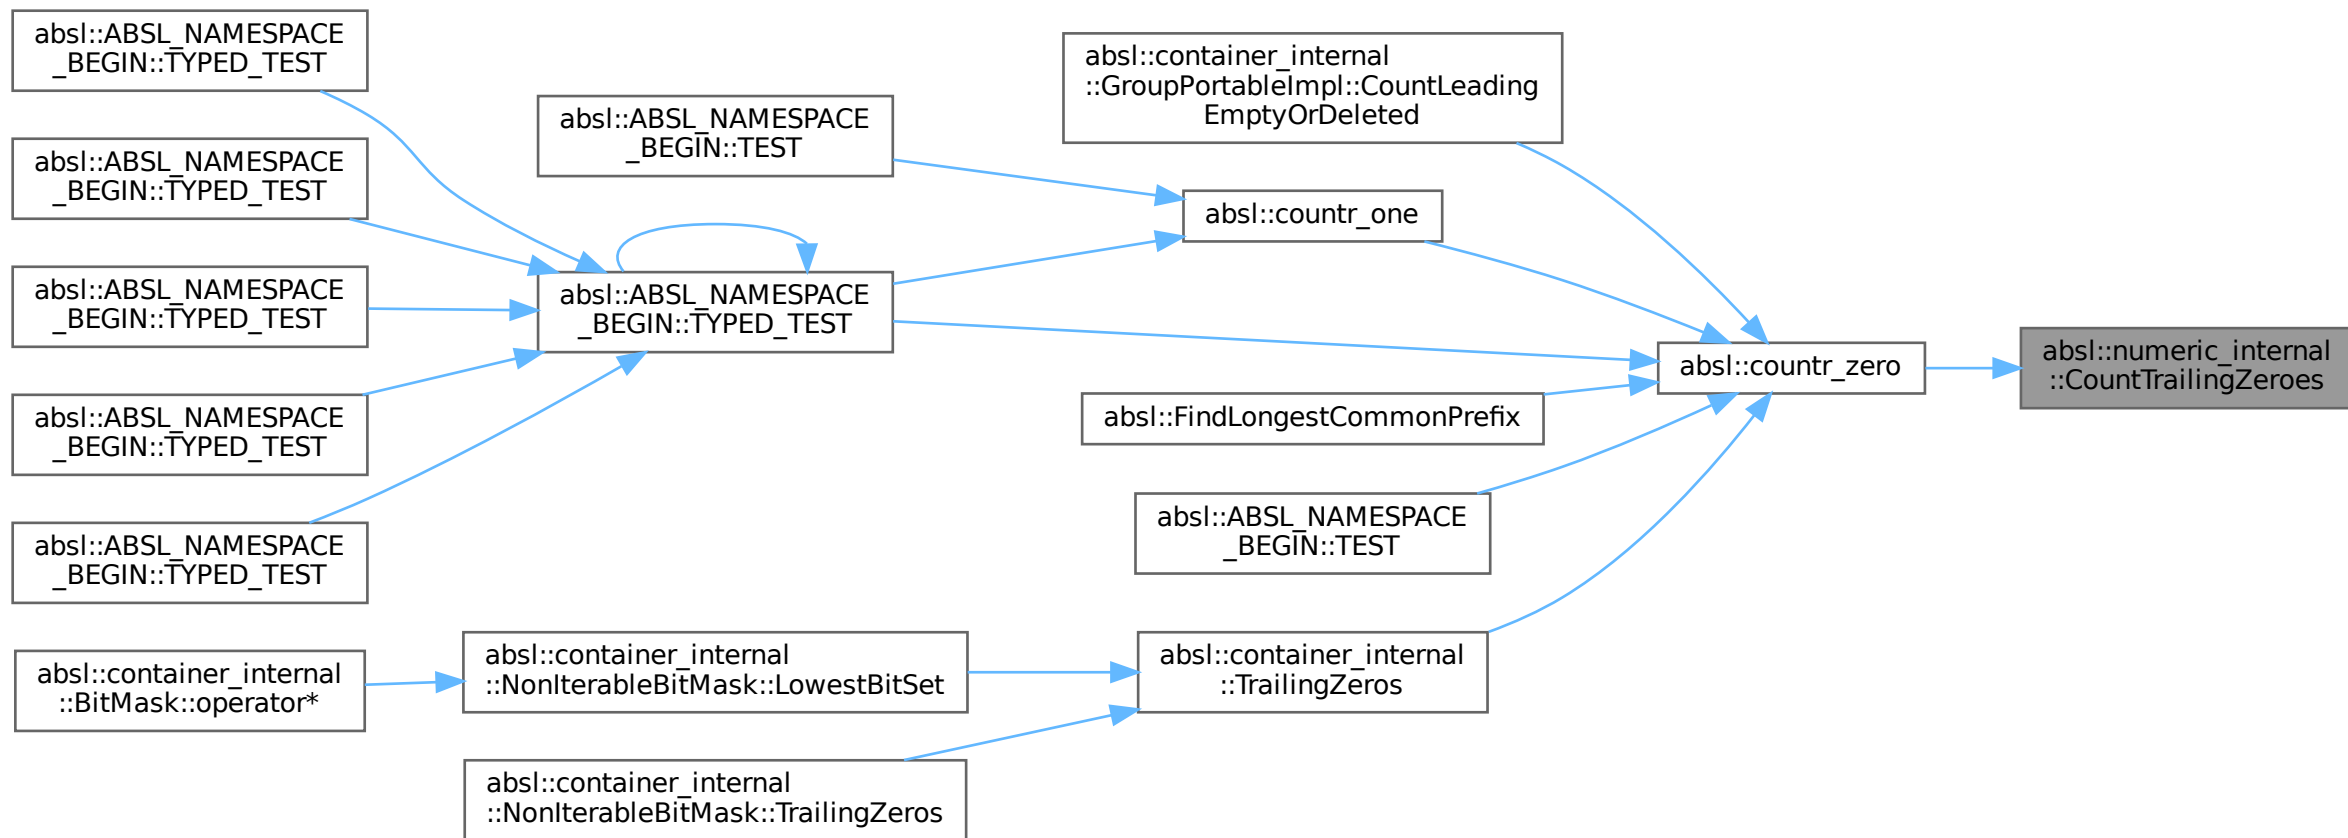 absl::ABSL_NAMESPACE
_BEGIN::TYPED_TEST
absl::ABSL_NAMESPACE
_BEGIN::TYPED_TEST
absl::ABSL_NAMESPACE
_BEGIN::TYPED_TEST
absl::ABSL_NAMESPACE
_BEGIN::TYPED_TEST
absl::ABSL_NAMESPACE
_BEGIN::TYPED_TEST
absl::container_internal
::BitMask::operator*
absl::ABSL_NAMESPACE
_BEGIN::TEST
absl::ABSL_NAMESPACE
_BEGIN::TYPED_TEST
absl::container_internal
::NonIterableBitMask::LowestBitSet
absl::container_internal
::NonIterableBitMask::TrailingZeros
absl::container_internal
::GroupPortableImpl::CountLeading
EmptyOrDeleted
absl::countr_one
absl::FindLongestCommonPrefix
absl::ABSL_NAMESPACE
_BEGIN::TEST
absl::container_internal
::TrailingZeros
absl::countr_zero
absl::numeric_internal
::CountTrailingZeroes